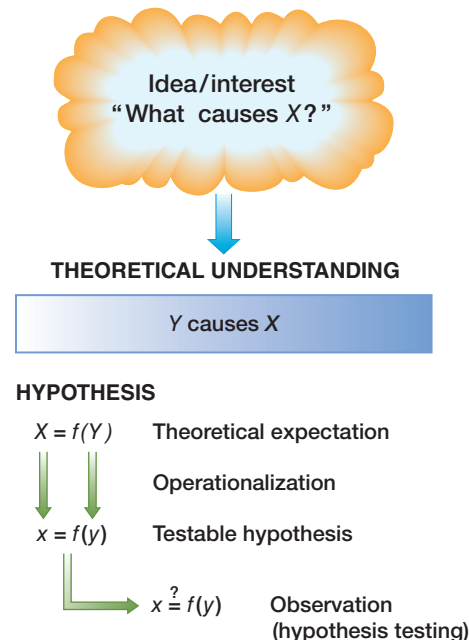 Idea/interest
“What causes X?”
THEORETICAL UNDERSTANDING
Y causes X
HYPOTHESIS
X = f(Y) Theoretical expectation
Operationalization
x = f(y) Testable hypothesis
?
x = f(y) Observation
(hypothesis testing)